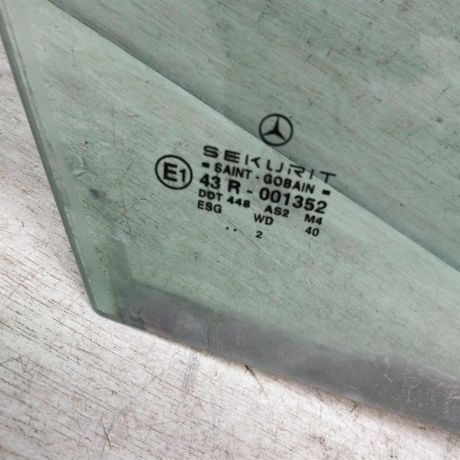 SEKURIT
- SAINT - GOBAIN -
E1 43 R - 001352
DOT 448 AS2 M4
ESG WD 40
.. 2